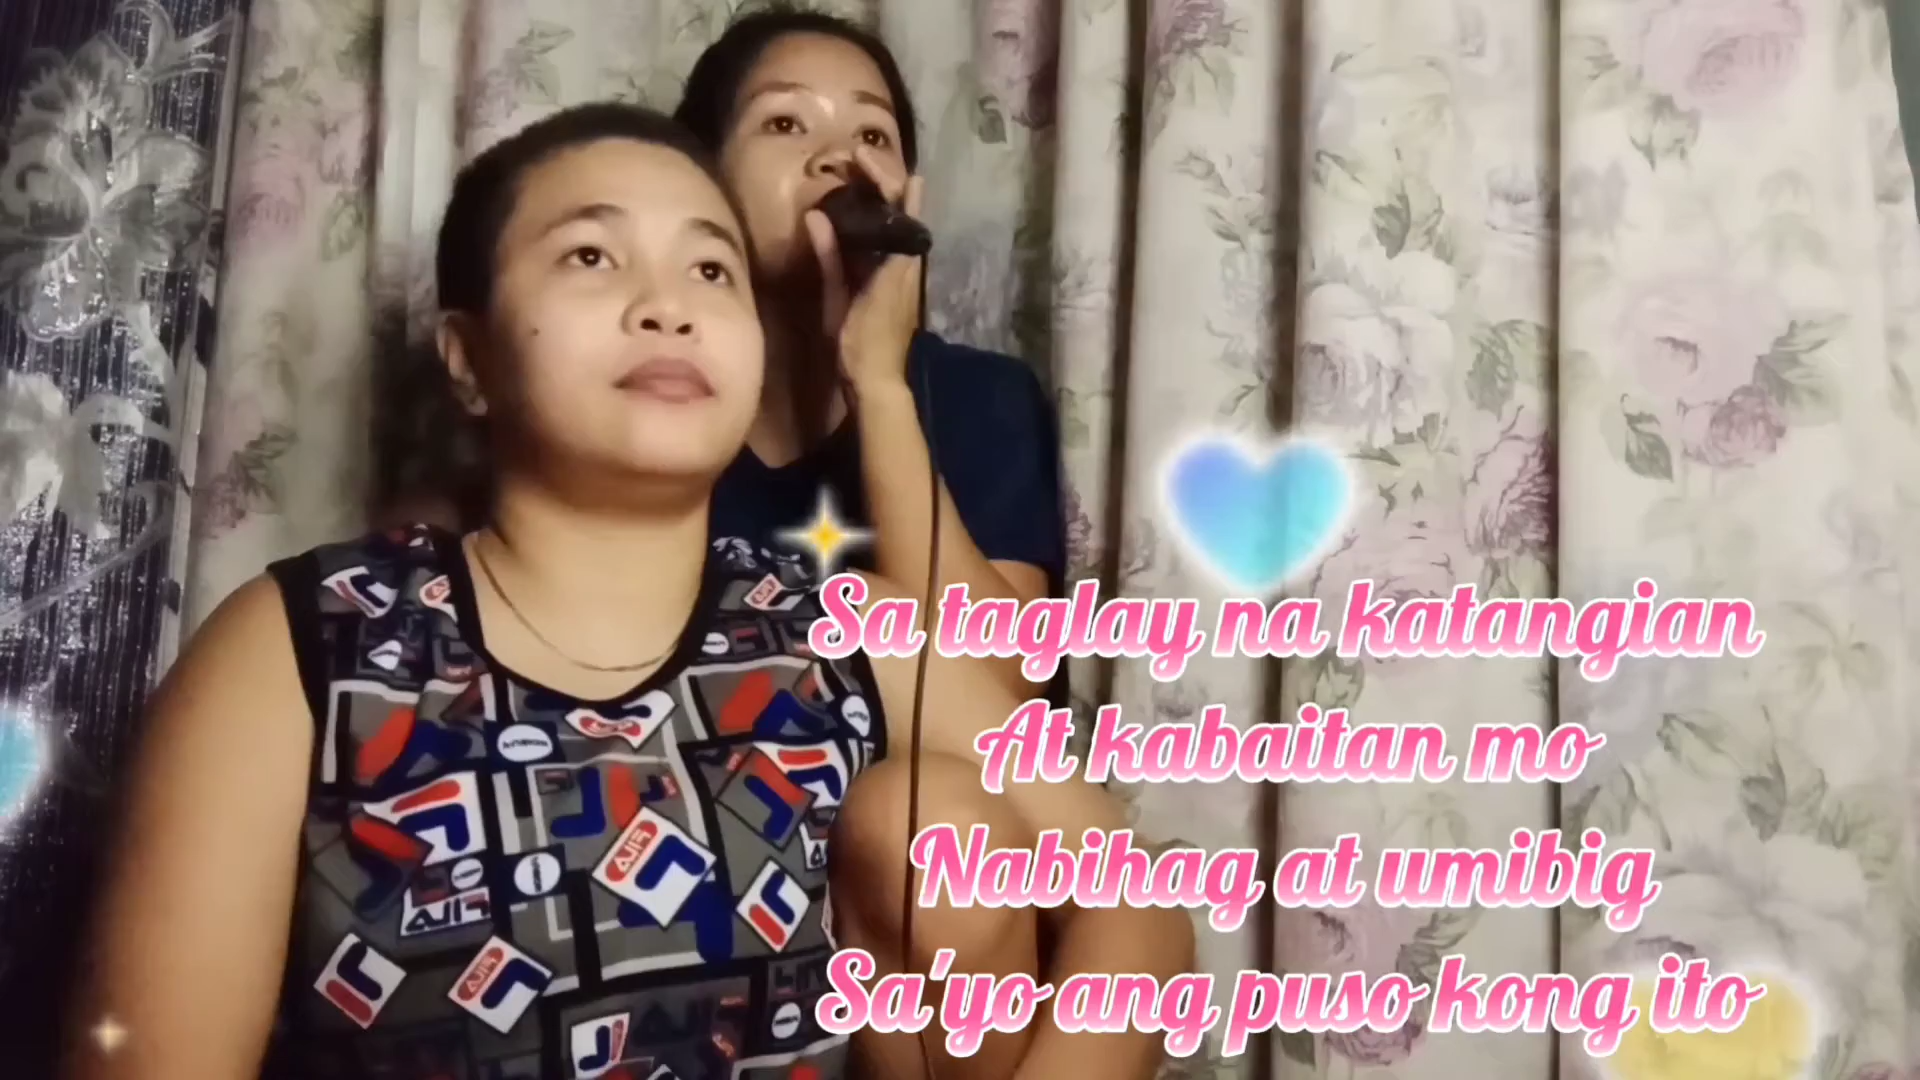 Sa taglay na katangian
At kabaitan mo
Nabihag at umibig
Sa'yo ang puso kong ito